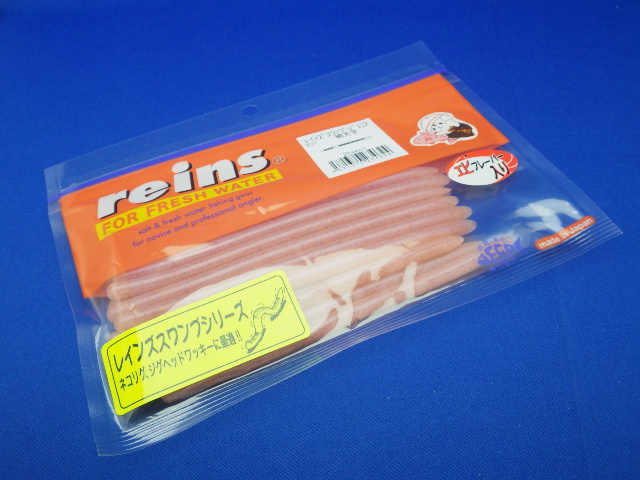 reins®
FOR FRESH WATER
salt & fresh water fishing gear
for novice and professional angler.
エビフレーバー
入り
made in Japan
レインズスワンプシリーズ
ネコリグ、ジグヘッドワッキーに最適!!